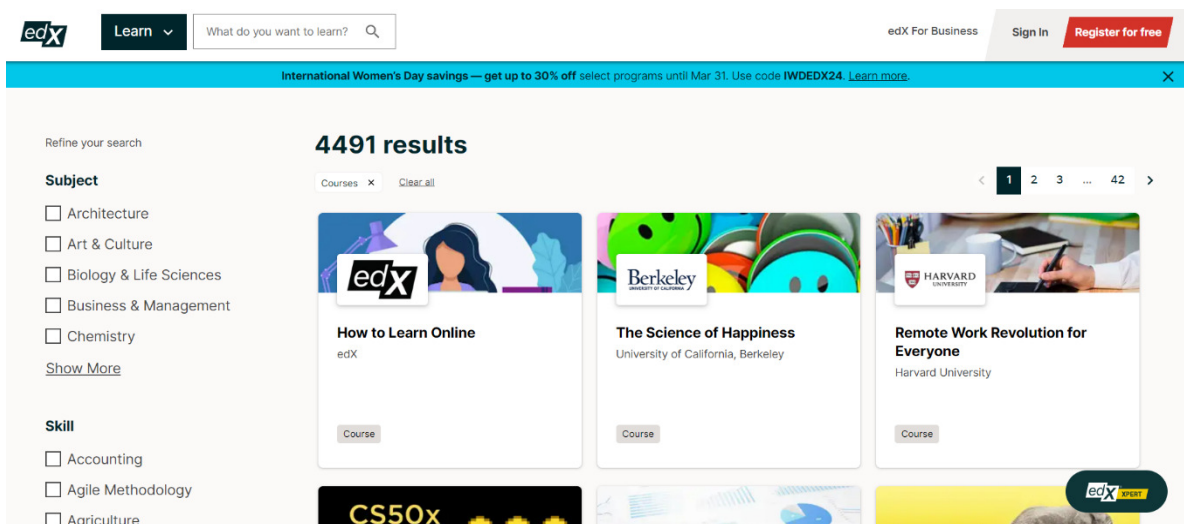 edX
Learn
What do you want to learn?
edX For Business
Sign In
Register for free
International Women's Day savings — get up to 30% off select programs until Mar 31. Use code IWDEDX24. Learn more.
Refine your search
4491 results
Courses X Clear all
< 1 2 3 ... 42 >
Subject
Architecture
Art & Culture
Biology & Life Sciences
Business & Management
Chemistry
Show More
Skill
Accounting
Agile Methodology
Agriculture
edX
How to Learn Online
edX
Course
Berkeley
UNIVERSITY OF CALIFORNIA
The Science of Happiness
University of California, Berkeley
Course
HARVARD
UNIVERSITY
Remote Work Revolution for
Everyone
Harvard University
Course
CS50x
edX XPERT